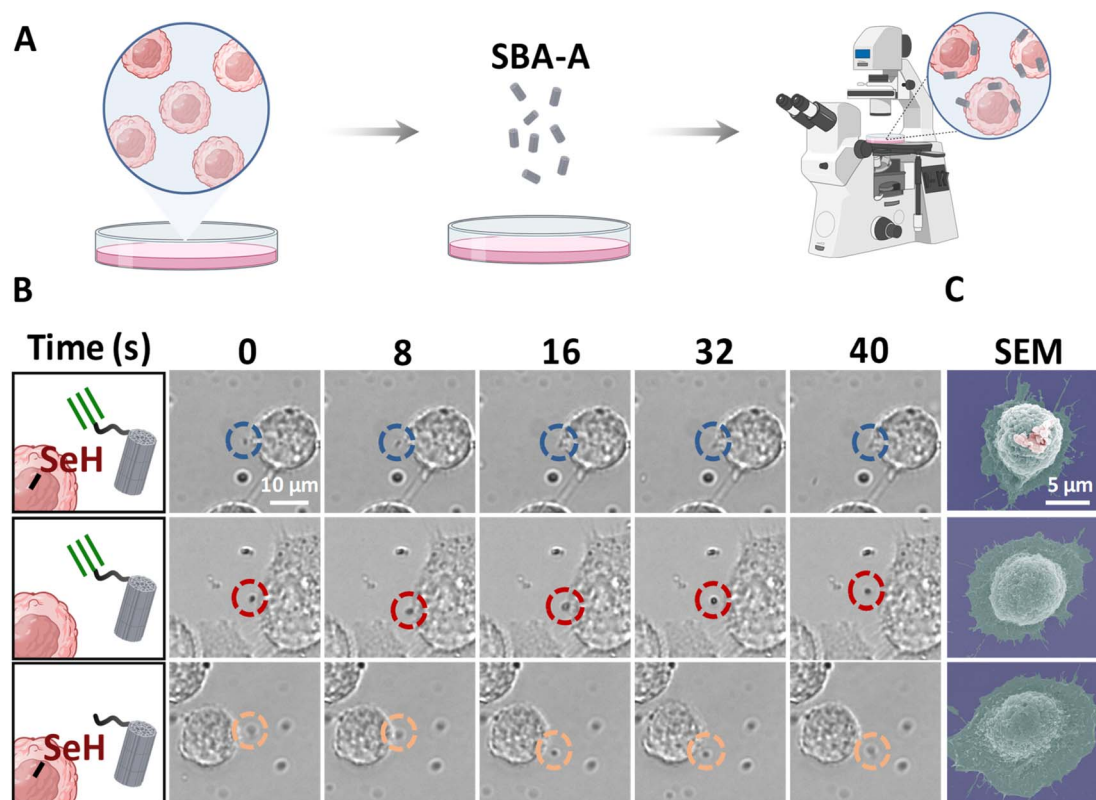 A
SBA-A
B
C
Time (s) 0 8 16 32 40 SEM
SeH
10 μm
5 μm
SeH